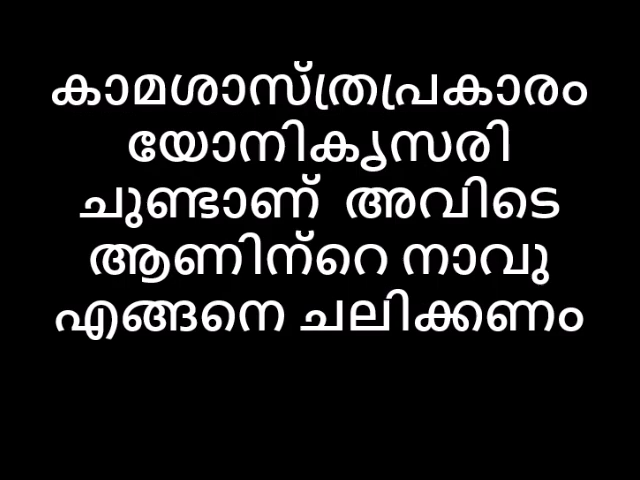 കാമശാസ്ത്രപ്രകാരം
യോനികൃസരി
ചുണ്ടാണ് അവിടെ
ആണിന്റെ നാവു
എങ്ങനെ ചലിക്കണം